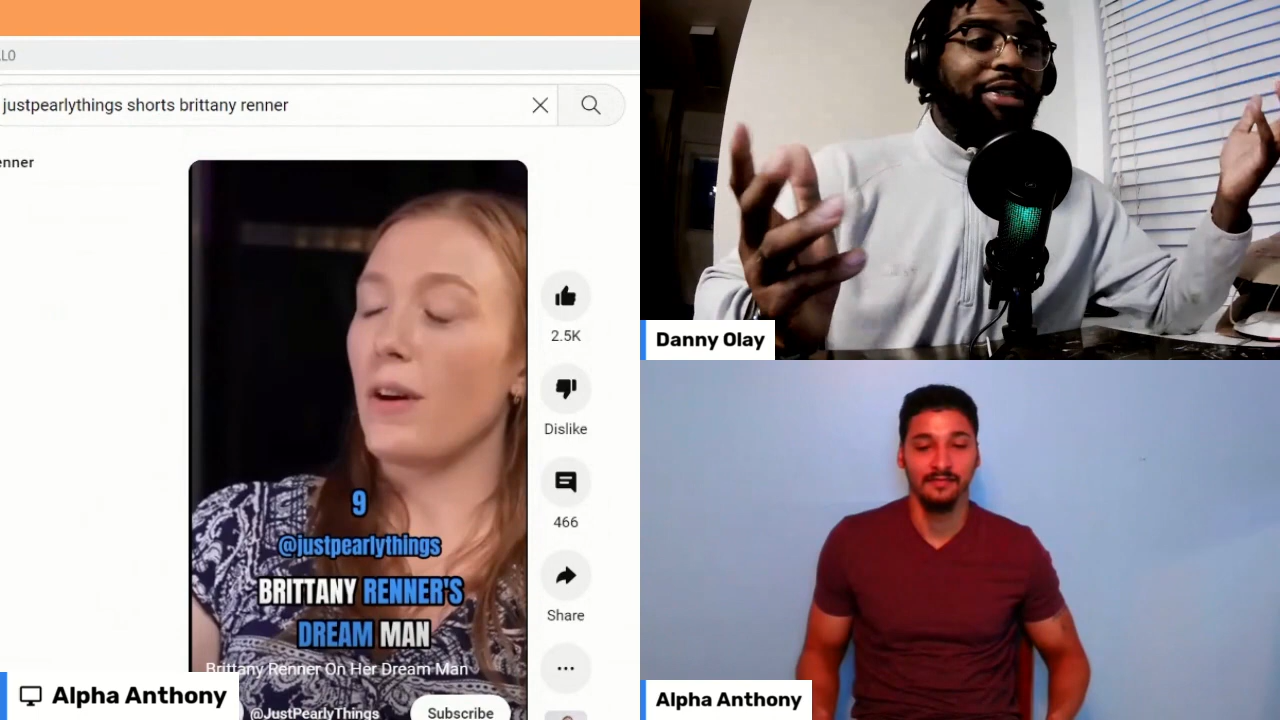 LO
justpearlythings shorts brittany renner
enner
2.5K
Dislike
466
Share
9
@justpearlythings
BRITTANY RENNER'S
DREAM MAN
Brittany Renner On Her Dream Man
@JustPearlyThings
Subscribe
Alpha Anthony
Danny Olay
Alpha Anthony